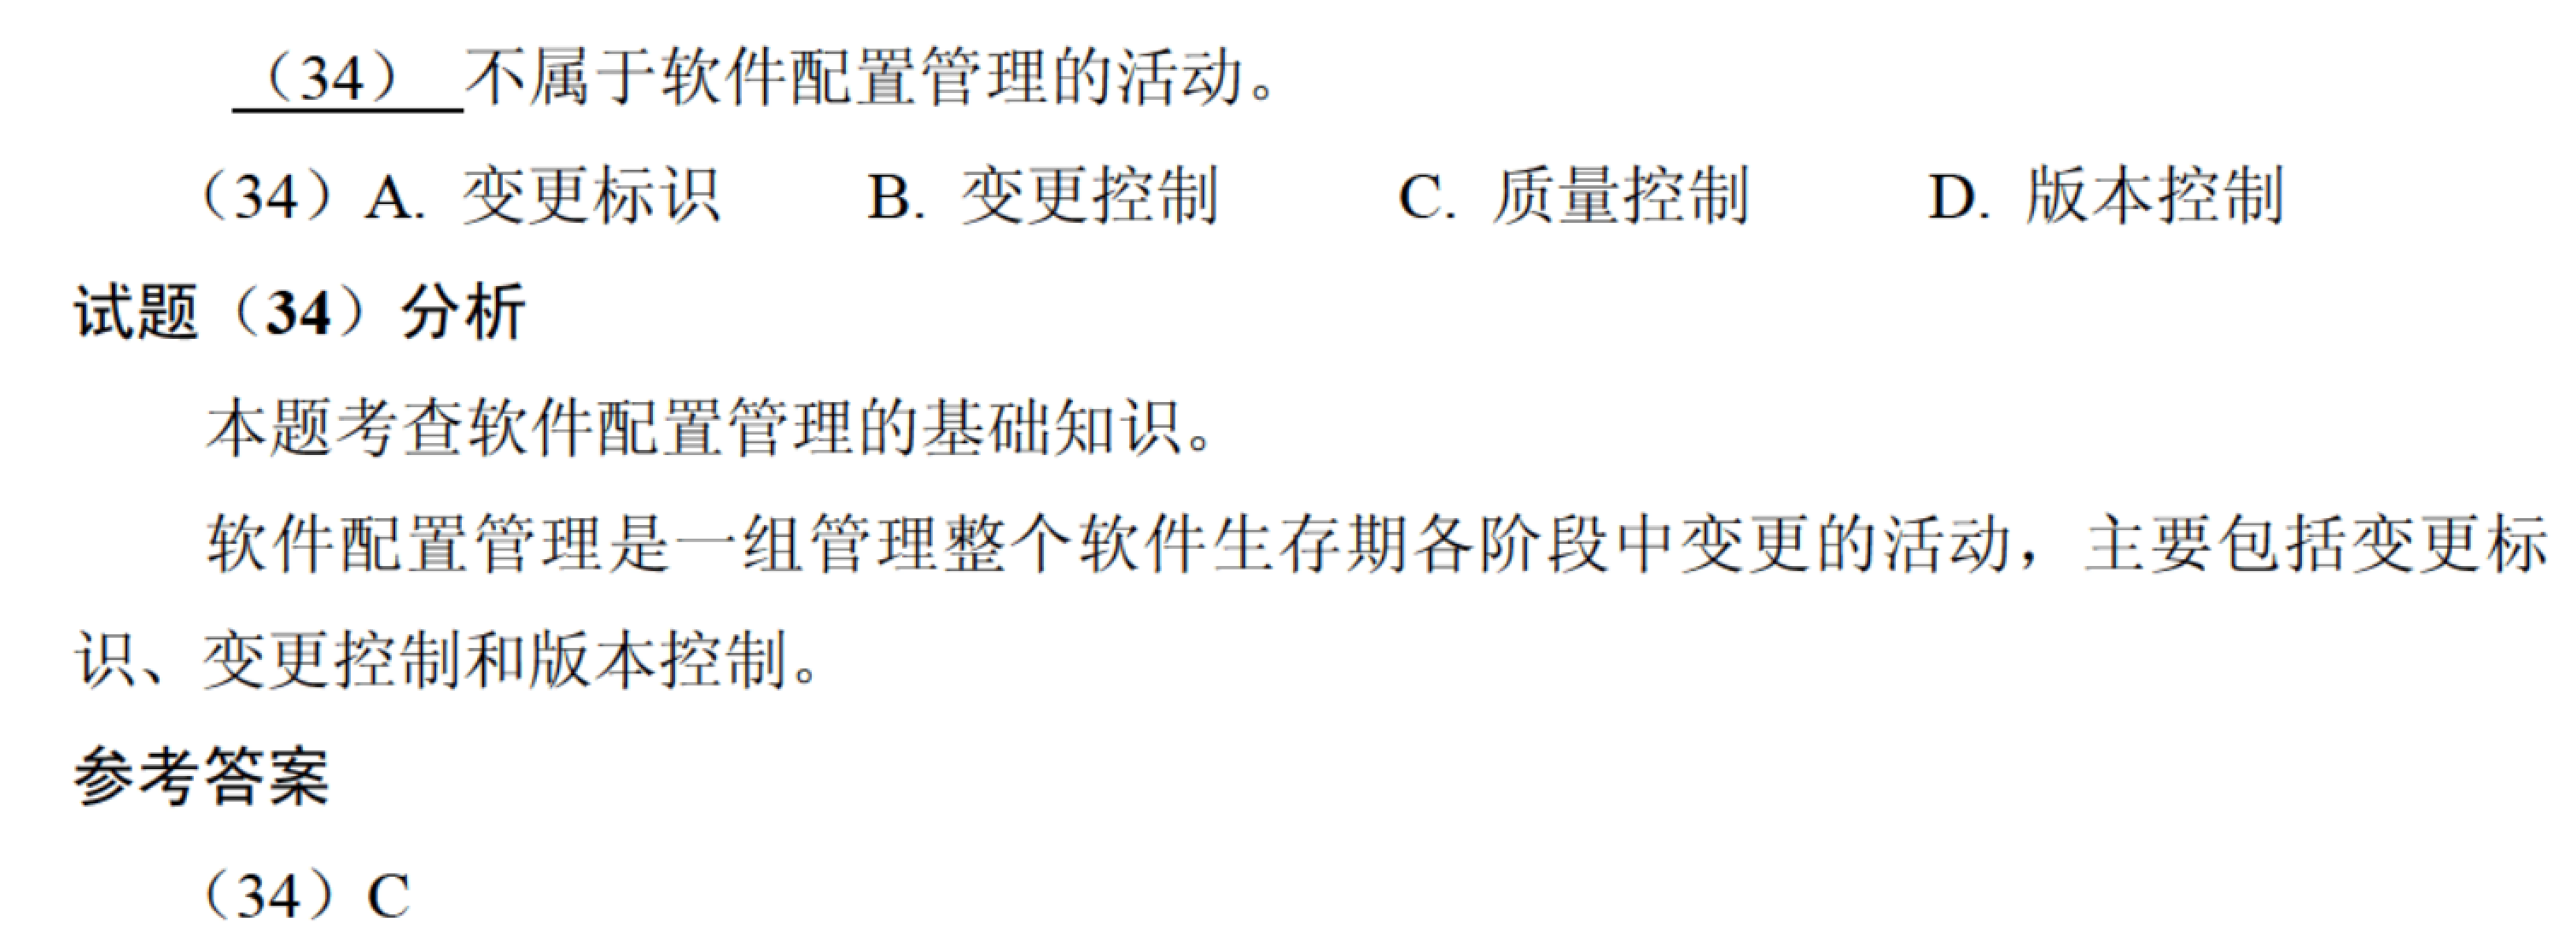 （34） 不属于软件配置管理的活动。
（34）A. 变更标识 B. 变更控制 C. 质量控制 D. 版本控制
试题（34）分析
本题考查软件配置管理的基础知识。
软件配置管理是一组管理整个软件生存期各阶段中变更的活动，主要包括变更标
识、变更控制和版本控制。
参考答案
（34）C